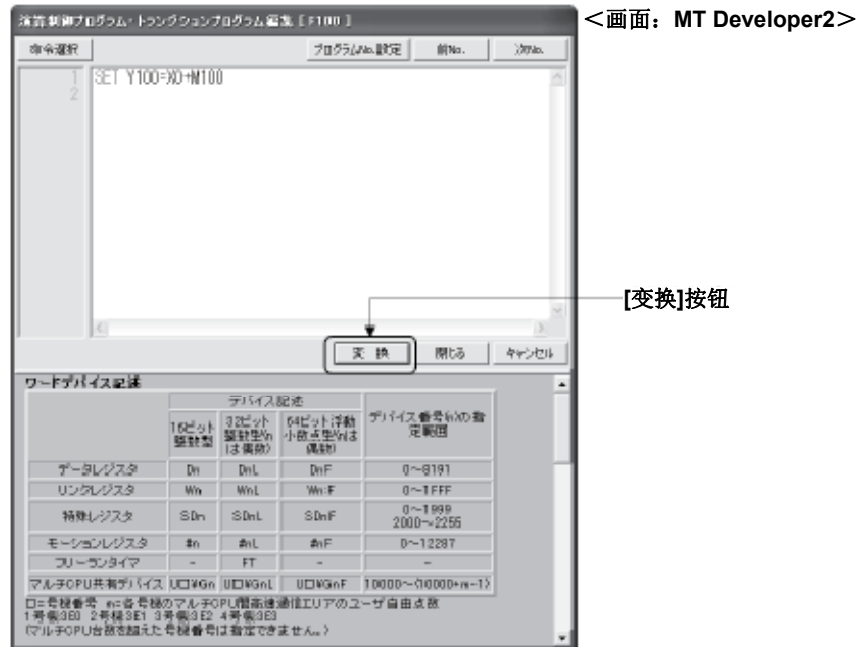 演算制御プログラム・トランジションプログラム編集 [F100]
＜画面：MT Developer2＞
命令選択 プログラムNo.設定 前No. 次No.
1 SET Y100=X0+M100
2
[变换]按钮
変 換 閉じる キャンセル
ワードデバイス記述
デバイス記述
16ビット整数型 32ビット整数型(nは偶数) 64ビット浮動小数点型(nは偶数) デバイス番号(n)の指定範囲
データレジスタ Dn DnL DnF 0～8191
リンクレジスタ Wn WnL Wn:F 0～1FFF
特殊レジスタ SDn SDnL SDnF 0～1999
2000～2255
モーションレジスタ #n #nL #nF 0～12287
フリーランタイマ - FT - -
マルチCPU共有デバイス U□¥Gn U□¥GnL U□¥GnF 10000～(10000+m-1)
□=号機番号 m=各号機のマルチCPU間高速通信エリアのユーザ自由点数
1号機:3E0 2号機:3E1 3号機:3E2 4号機:3E3
(マルチCPU台数を超えた号機番号は指定できません。)